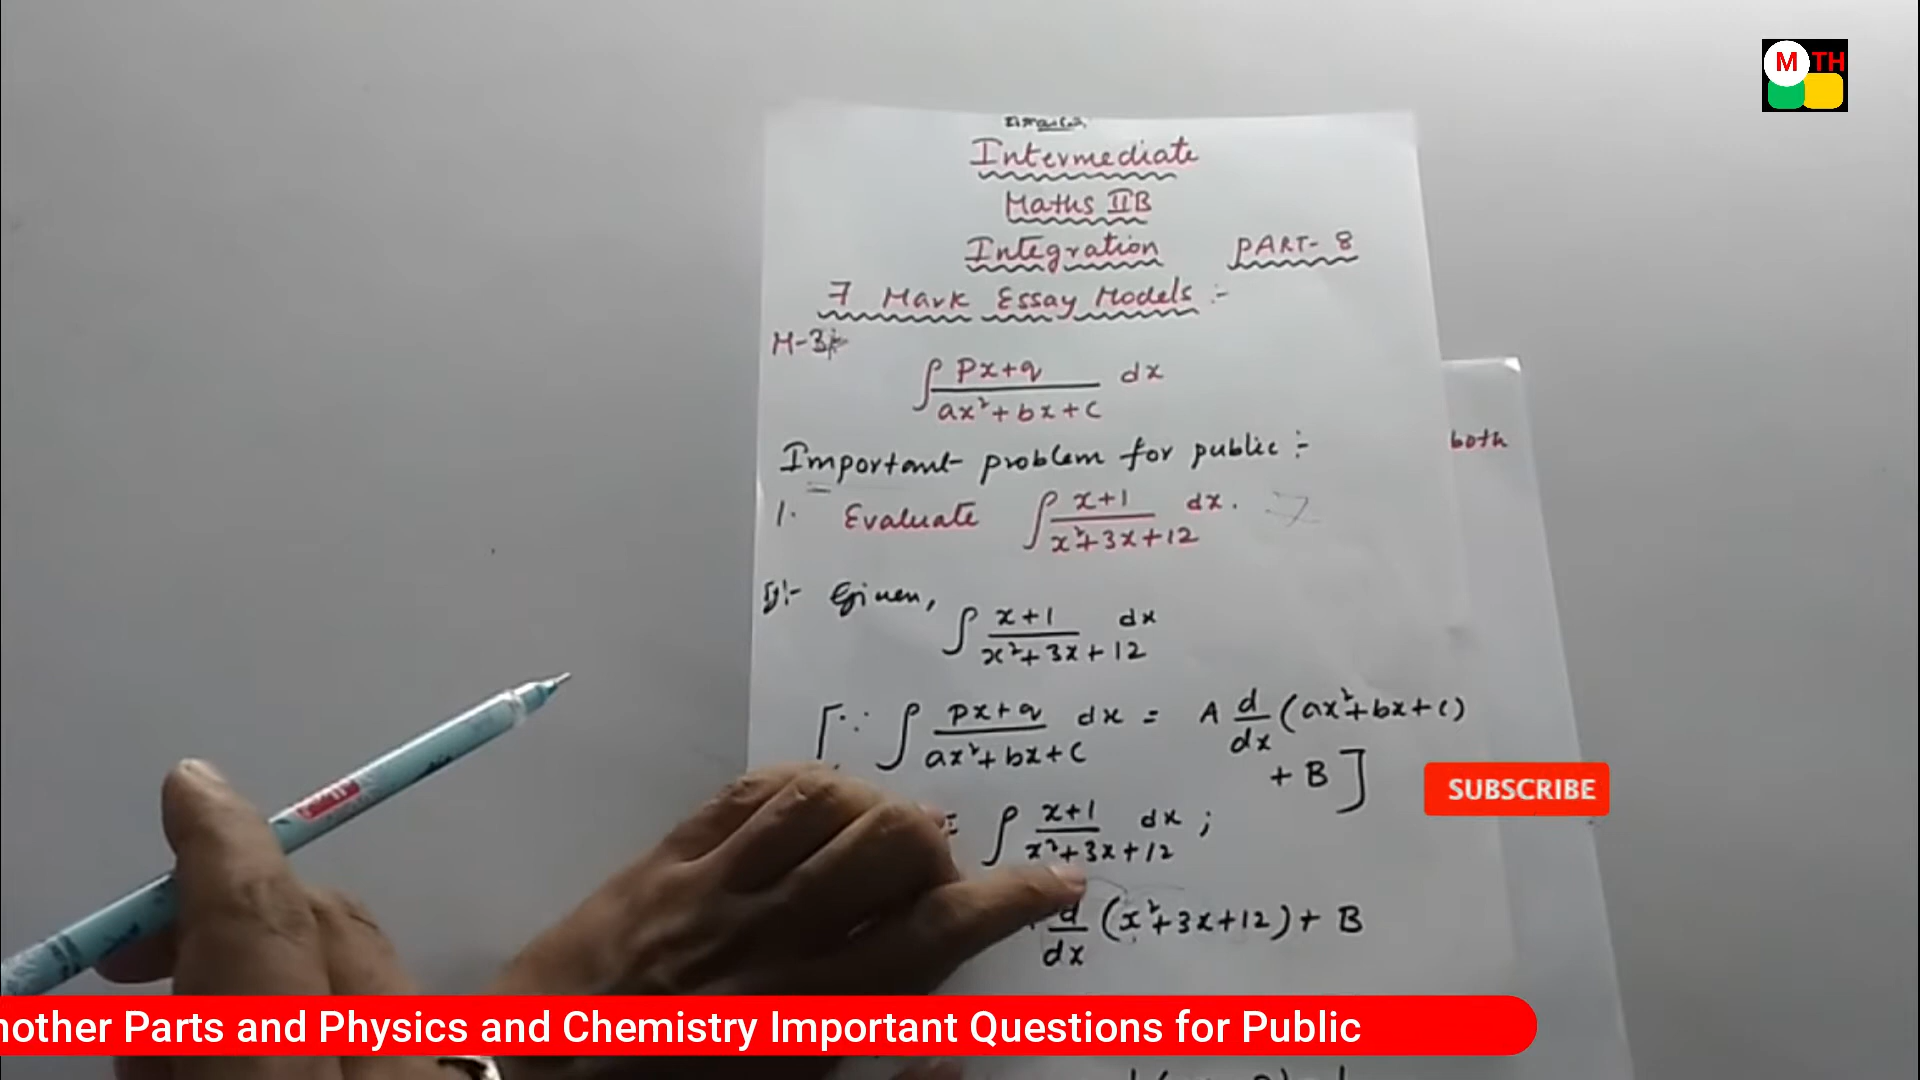 M TH
Intermediate
Maths IIB
Integration PART- 8
7 Mark Essay Models :-
M-3:-
∫ px+q / ax²+bx+c dx
Important problem for public :-
both
1. Evaluate ∫ x+1 / x²+3x+12 dx.
Given,
∫ x+1 / x²+3x+12 dx
[∵ ∫ px+q / ax²+bx+c dx = A d/dx (ax²+bx+c)
+ B]
SUBSCRIBE
∫ x+1 / x²+3x+12 dx ;
d/dx (x²+3x+12) + B
other Parts and Physics and Chemistry Important Questions for Public